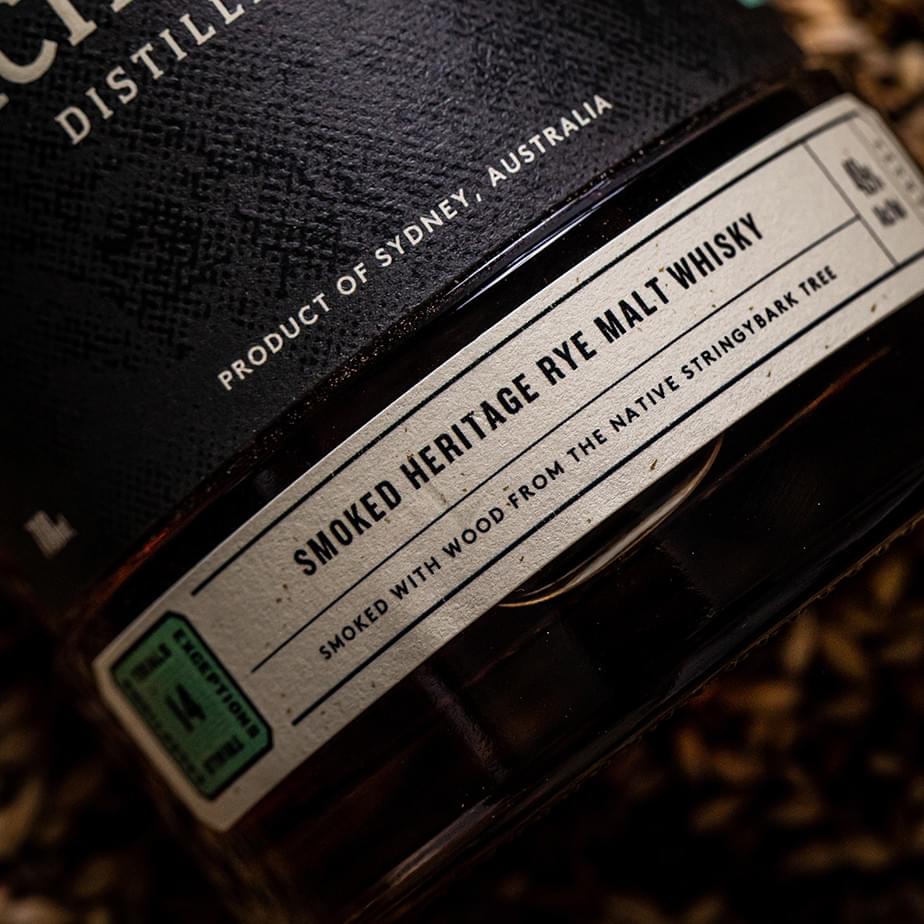 DISTILL
PRODUCT OF SYDNEY, AUSTRALIA
SMOKED HERITAGE RYE MALT WHISKY
SMOKED WITH WOOD FROM THE NATIVE STRINGYBARK TREE
EXCEPTIONS